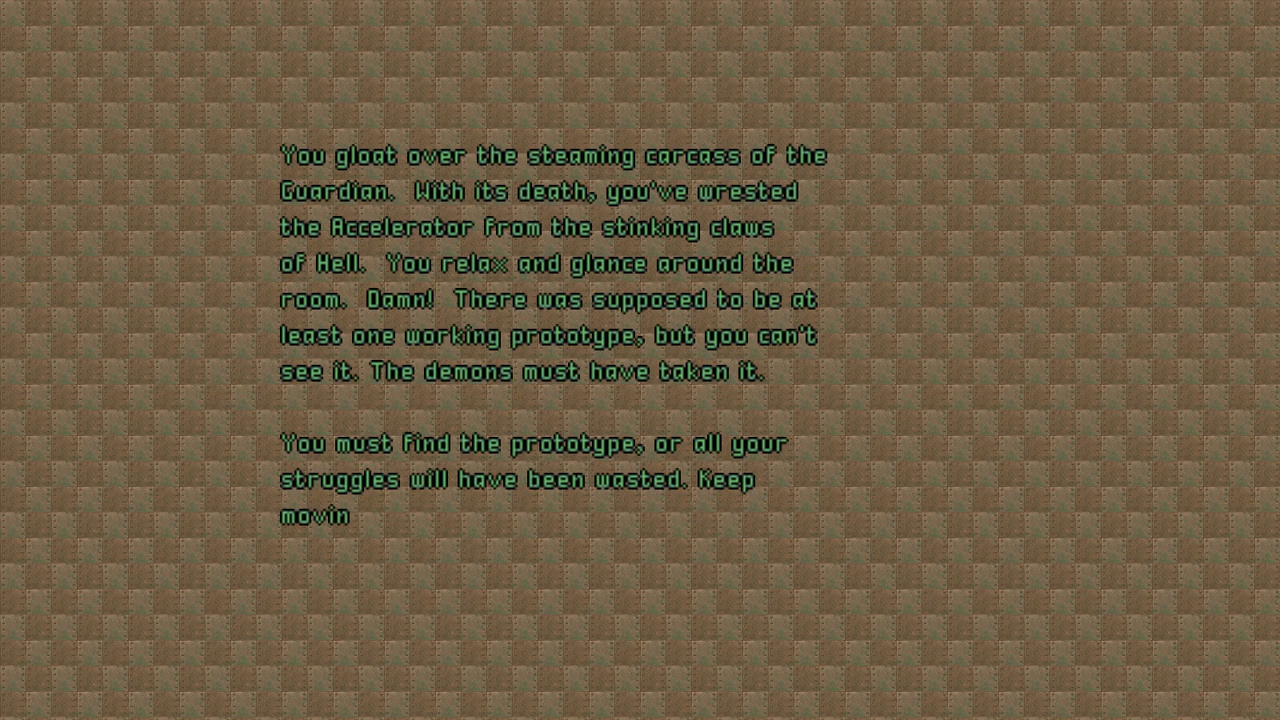 You gloat over the steaming carcass of the
Guardian.  With its death, you've wrested
the Accelerator from the stinking claws
of Hell.  You relax and glance around the
room.  Damn!  There was supposed to be at
least one working prototype, but you can't
see it. The demons must have taken it.

You must find the prototype, or all your
struggles will have been wasted. Keep
movin